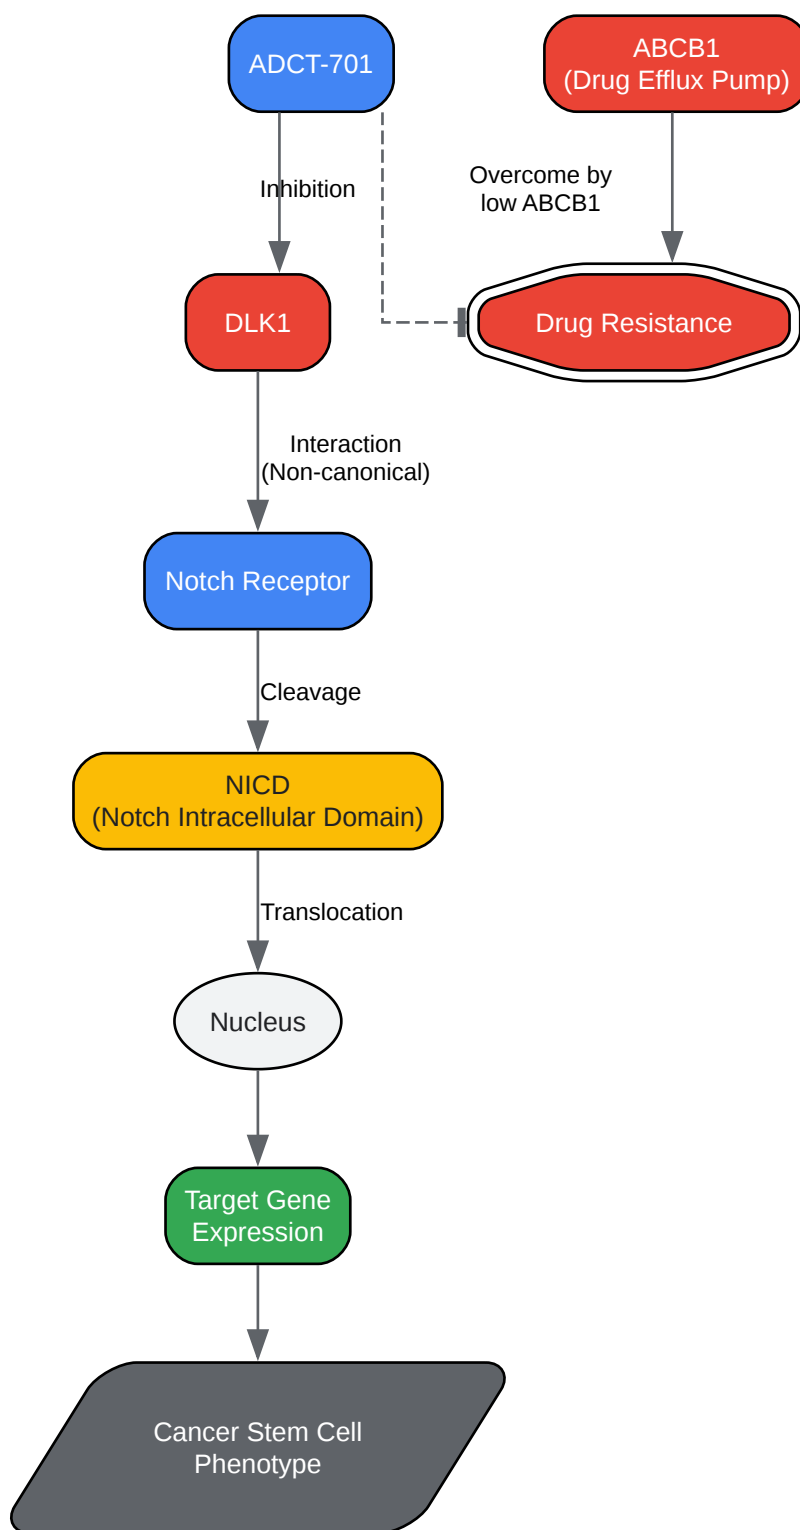 ADCT-701
ABCB1
(Drug Efflux Pump)
Inhibition
Overcome by
low ABCB1
DLK1
Drug Resistance
Interaction
(Non-canonical)
Notch Receptor
Cleavage
NICD
(Notch Intracellular Domain)
Translocation
Nucleus
Target Gene
Expression
Cancer Stem Cell
Phenotype